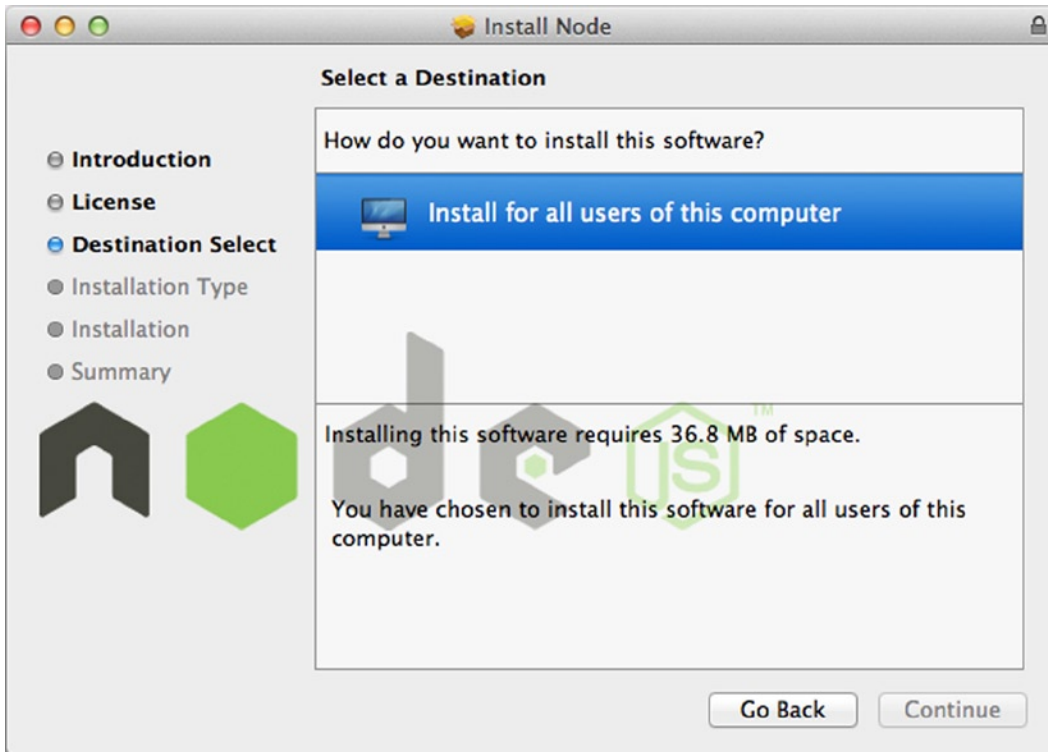 Install Node
Select a Destination
Introduction
License
Destination Select
Installation Type
Installation
Summary
How do you want to install this software?
Install for all users of this computer
node
JS
TM
Installing this software requires 36.8 MB of space.
You have chosen to install this software for all users of this
computer.
Go Back
Continue